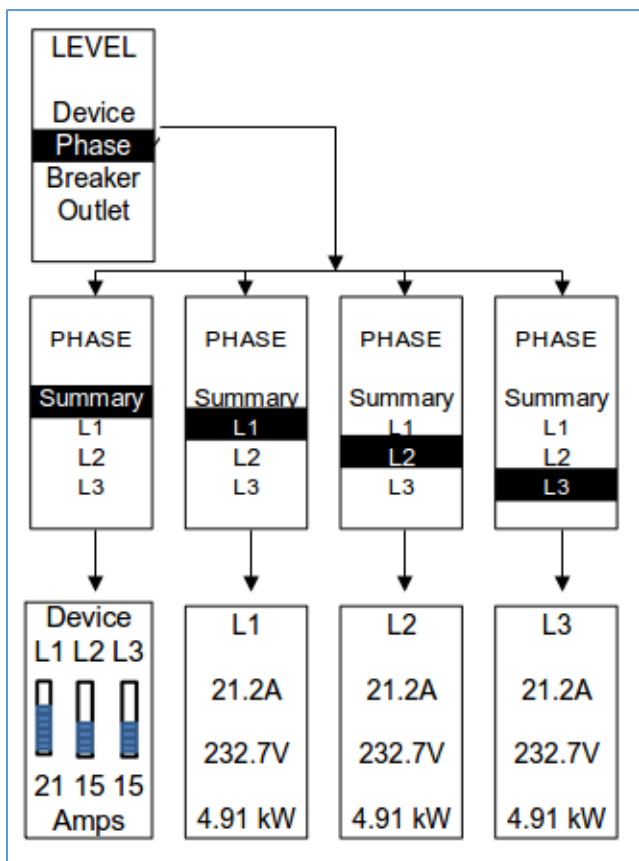 LEVEL
Device
Phase
Breaker
Outlet
PHASE
Summary
L1
L2
L3
PHASE
Summary
L1
L2
L3
PHASE
Summary
L1
L2
L3
PHASE
Summary
L1
L2
L3
Device
L1 L2 L3
21 15 15
Amps
L1
21.2A
232.7V
4.91 kW
L2
21.2A
232.7V
4.91 kW
L3
21.2A
232.7V
4.91 kW